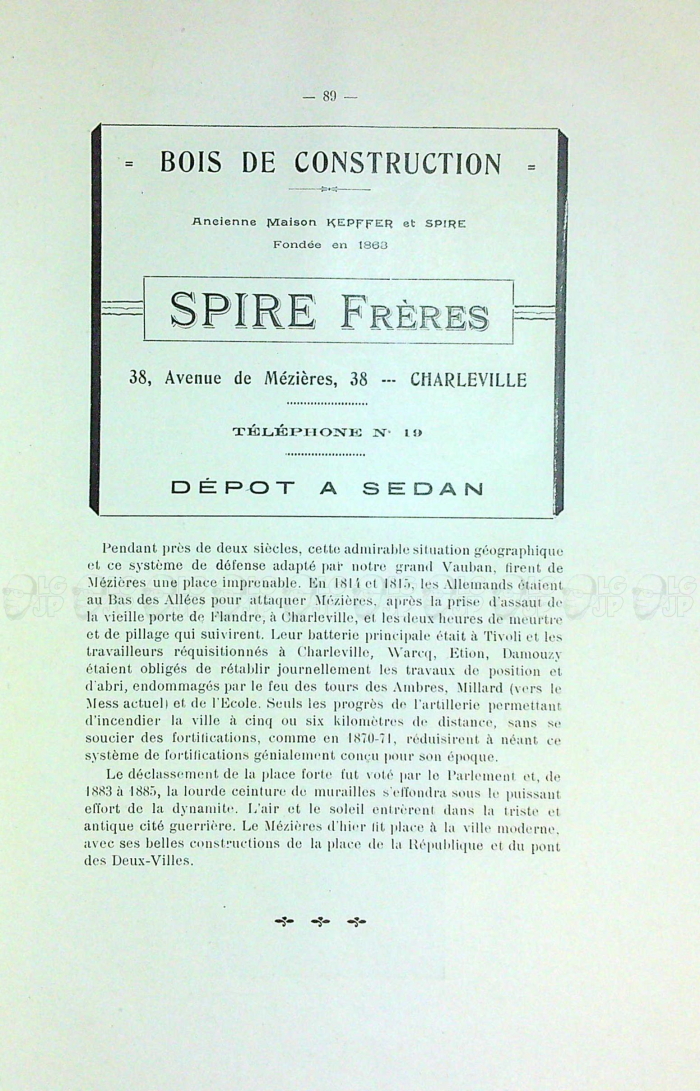 — 89 —
= BOIS DE CONSTRUCTION =
Ancienne Maison KEPFFER et SPIRE
Fondée en 1863
SPIRE FRÈRES
38, Avenue de Mézières, 38 --- CHARLEVILLE
TÉLÉPHONE N° 19
DÉPOT A SEDAN
Pendant près de deux siècles, cette admirable situation géographique
et ce système de défense adapté par notre grand Vauban, firent de
Mézières une place imprenable. En 1814 et 1815, les Allemands étaient
au Bas des Allées pour attaquer Mézières, après la prise d'assaut de
la vieille porte de Flandre, à Charleville, et les deux heures de meurtre
et de pillage qui suivirent. Leur batterie principale était à Tivoli et les
travailleurs réquisitionnés à Charleville, Warcq, Etion, Damouzy
étaient obligés de rétablir journellement les travaux de position et
d'abri, endommagés par le feu des tours des Ambres, Millard (vers le
Mess actuel) et de l'Ecole. Seuls les progrès de l'artillerie permettant
d'incendier la ville à cinq ou six kilomètres de distance, sans se
soucier des fortifications, comme en 1870-71, réduisirent à néant ce
système de fortifications génialement conçu pour son époque.
Le déclassement de la place forte fut voté par le Parlement et, de
1883 à 1885, la lourde ceinture de murailles s'effondra sous le puissant
effort de la dynamite. L'air et le soleil entrèrent dans la triste et
antique cité guerrière. Le Mézières d'hier fit place à la ville moderne,
avec ses belles constructions de la place de la République et du pont
des Deux-Villes.